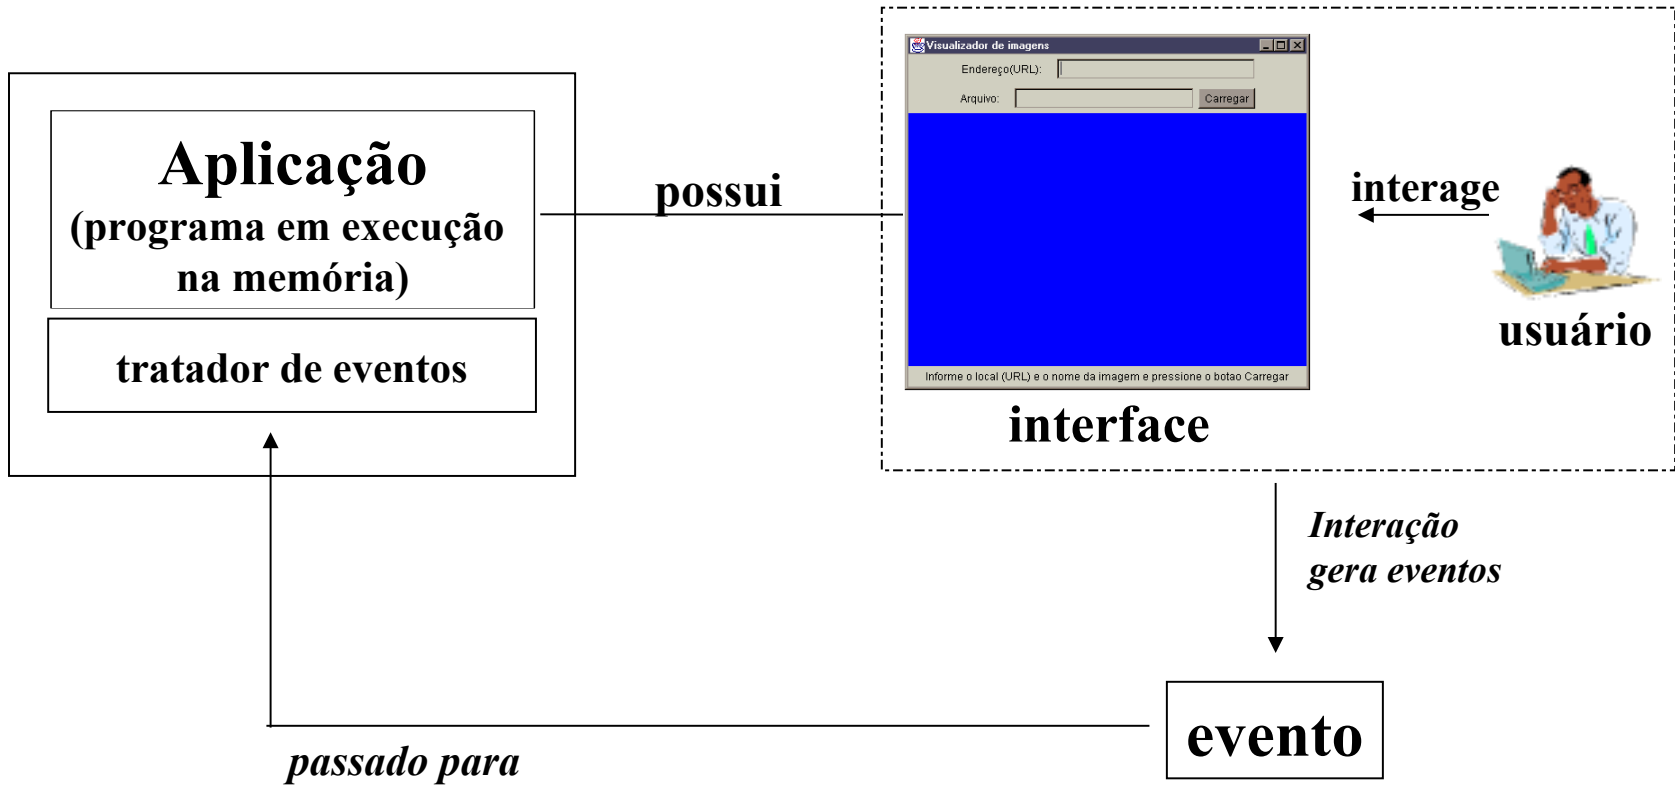 Aplicação
(programa em execução
na memória)
tratador de eventos
possui
Visualizador de imagens
Endereço(URL):
Arquivo:
Carregar
Informe o local (URL) e o nome da imagem e pressione o botao Carregar
interface
interage
usuário
Interação
gera eventos
evento
passado para